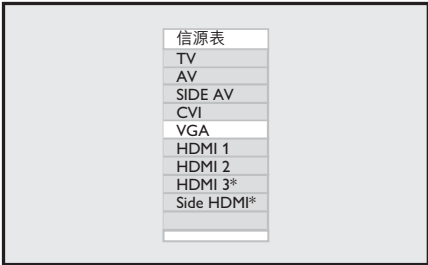 信源表
TV
AV
SIDE AV
CVI
VGA
HDMI 1
HDMI 2
HDMI 3*
Side HDMI*